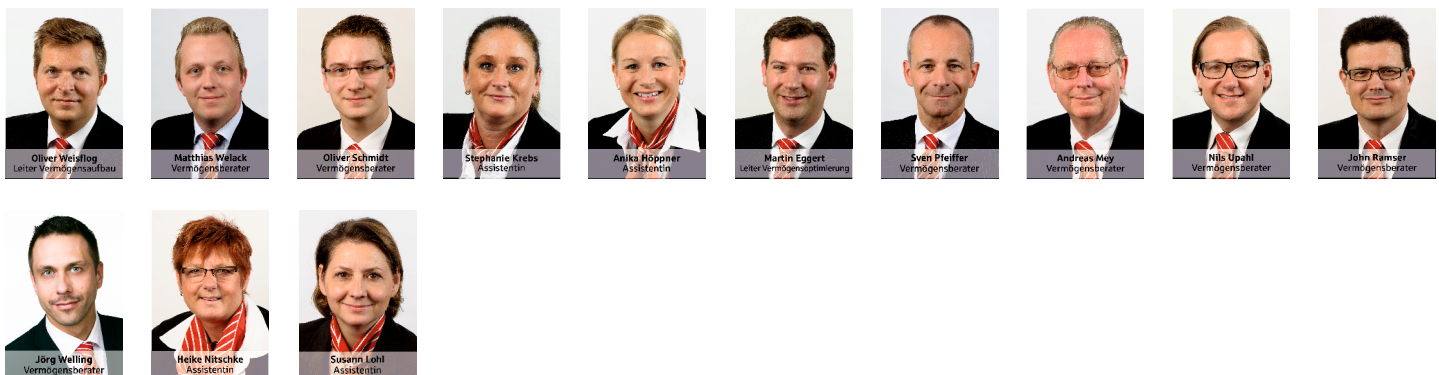 Oliver Weisflog
Leiter Vermögensaufbau
Matthias Welack
Vermögensberater
Oliver Schmidt
Vermögensberater
Stephanie Krebs
Assistentin
Anika Höppner
Assistentin
Martin Eggert
Leiter Vermögensoptimierung
Sven Pfeiffer
Vermögensberater
Andreas Mey
Vermögensberater
Nils Upahl
Vermögensberater
John Ramser
Vermögensberater
Jörg Welling
Vermögensberater
Heike Nitschke
Assistentin
Susann Lohl
Assistentin